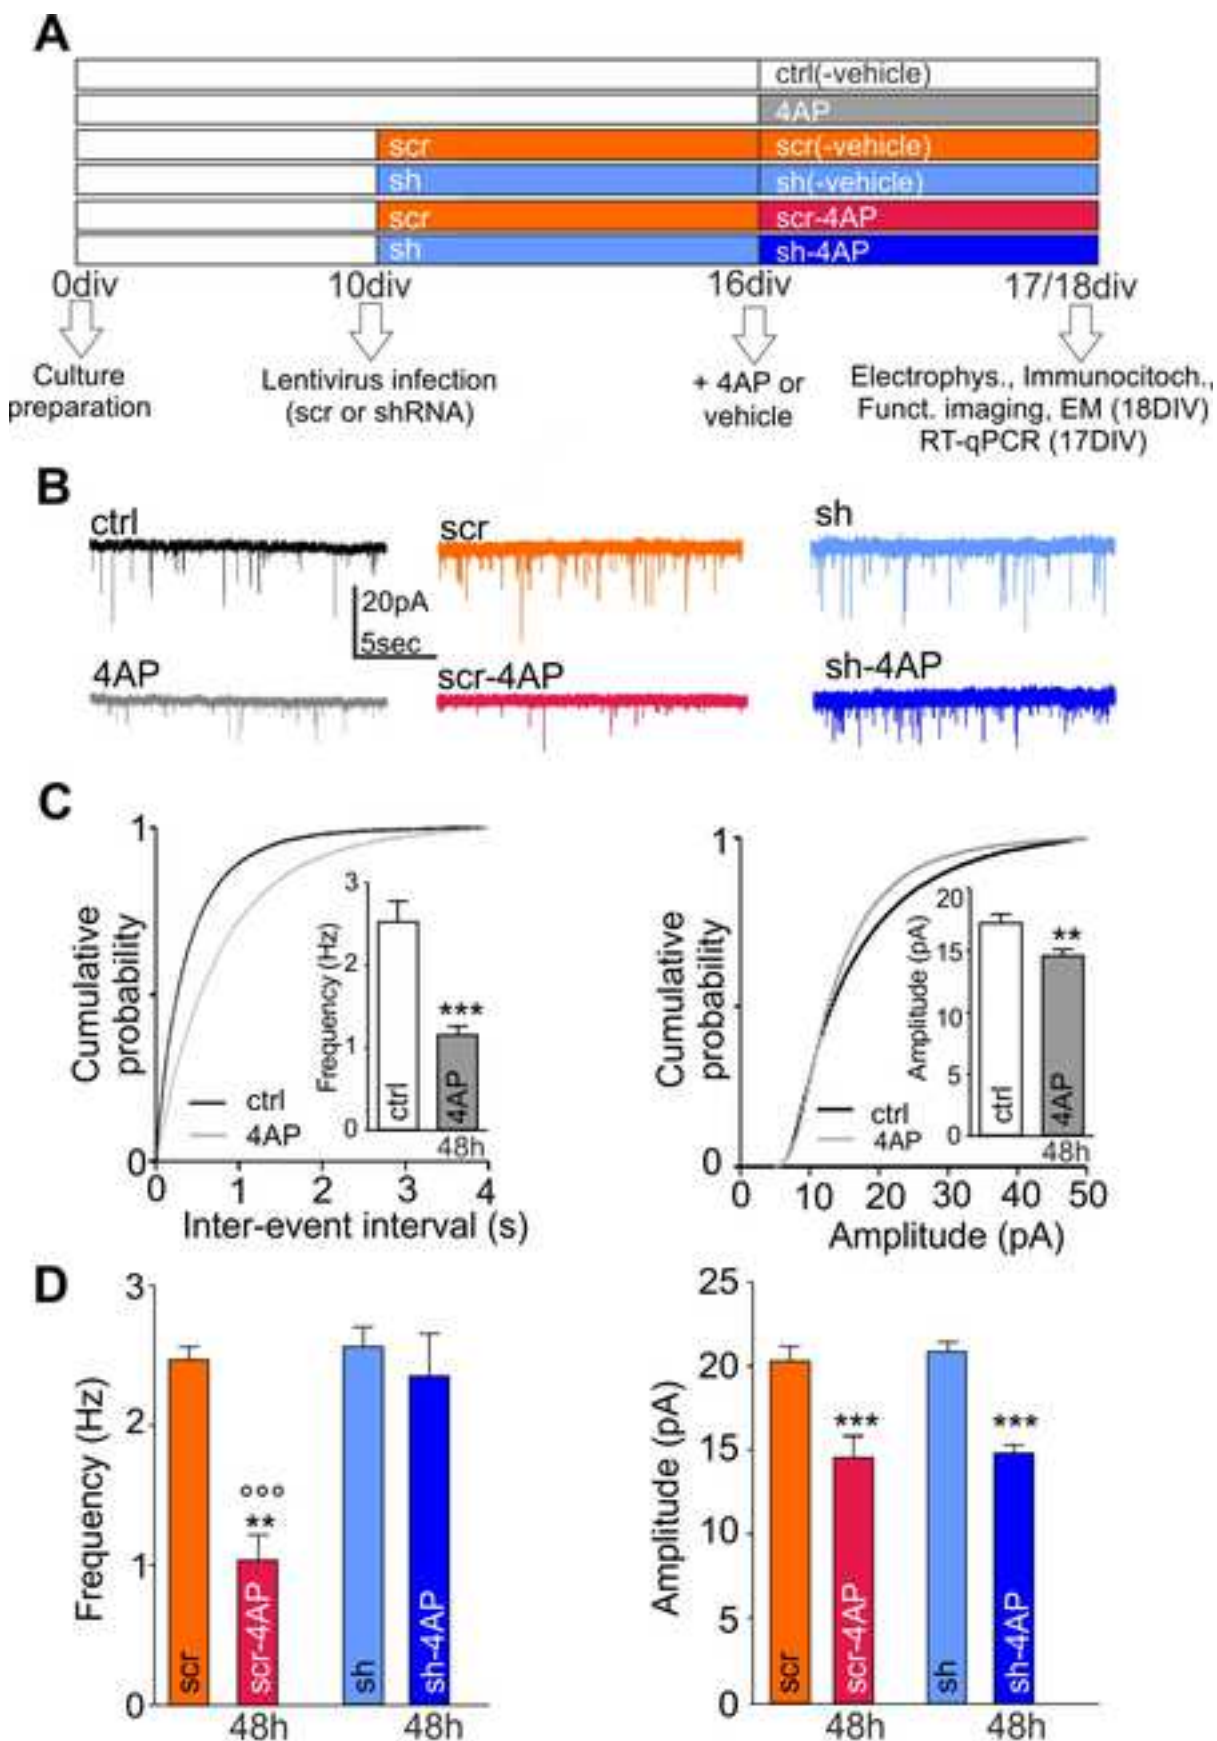 A
ctrl(-vehicle)
4AP
scr scr(-vehicle)
sh sh(-vehicle)
scr scr-4AP
sh sh-4AP
0div 10div 16div 17/18div
Culture
preparation
Lentivirus infection
(scr or shRNA)
+ 4AP or
vehicle
Electrophys., Immunocitoch.,
Funct. imaging, EM (18DIV)
RT-qPCR (17DIV)
B
ctrl scr sh
20pA
5sec
4AP scr-4AP sh-4AP
C
Cumulative
probability
1
0
0 1 2 3 4
Inter-event interval (s)
ctrl
4AP
Frequency (Hz)
3
2
1
0
ctrl
***
4AP
48h
Cumulative
probability
1
0
0 10 20 30 40 50
Amplitude (pA)
ctrl
4AP
Amplitude (pA)
20
15
10
5
0
ctrl
**
4AP
48h
D
Frequency (Hz)
3
2
1
0
scr
°°°
**
scr-4AP
48h
sh
sh-4AP
48h
Amplitude (pA)
25
20
15
10
5
0
scr
***
scr-4AP
48h
sh
***
sh-4AP
48h